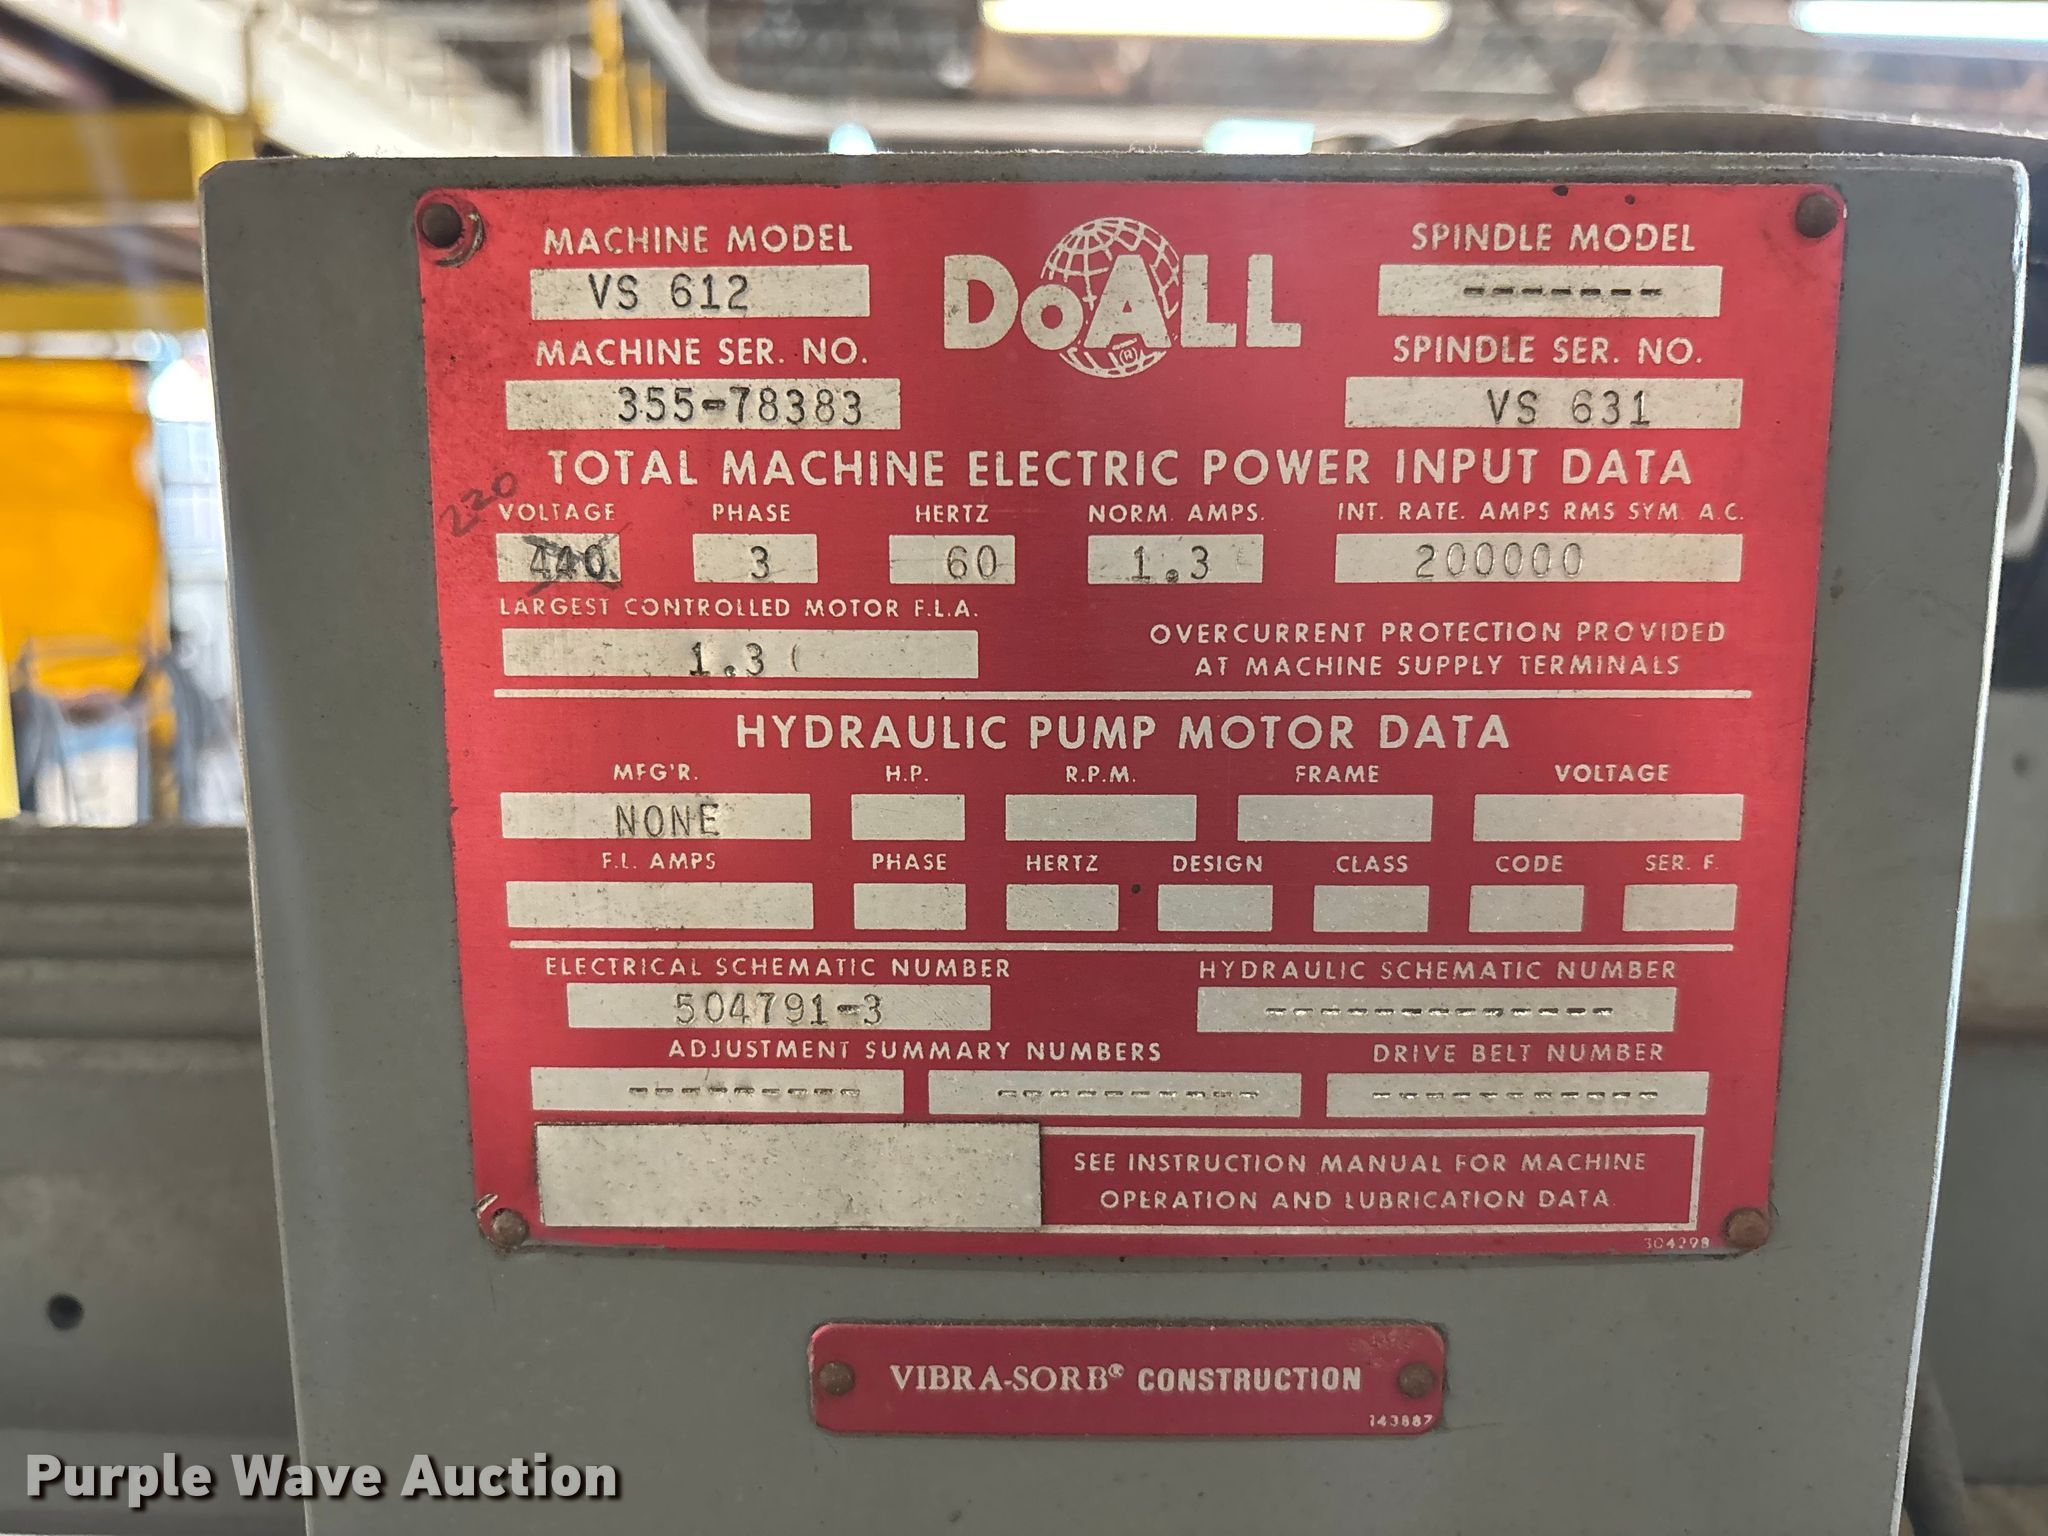 MACHINE MODEL
VS 612
DoALL
®
SPINDLE MODEL
-------
MACHINE SER. NO.
355-78383
SPINDLE SER. NO.
VS 631
TOTAL MACHINE ELECTRIC POWER INPUT DATA
220
VOLTAGE PHASE HERTZ NORM. AMPS. INT. RATE. AMPS RMS SYM. A.C.
440 3 60 1.3 200000
LARGEST CONTROLLED MOTOR F.L.A.
1.3
OVERCURRENT PROTECTION PROVIDED
AT MACHINE SUPPLY TERMINALS
HYDRAULIC PUMP MOTOR DATA
MFG'R. H.P. R.P.M. FRAME VOLTAGE
NONE
F.L. AMPS PHASE HERTZ DESIGN CLASS CODE SER. F.
ELECTRICAL SCHEMATIC NUMBER HYDRAULIC SCHEMATIC NUMBER
504791-3 -------------
ADJUSTMENT SUMMARY NUMBERS DRIVE BELT NUMBER
--------- ---------- -----------
SEE INSTRUCTION MANUAL FOR MACHINE
OPERATION AND LUBRICATION DATA
304298
VIBRA-SORB® CONSTRUCTION
143887
Purple Wave Auction